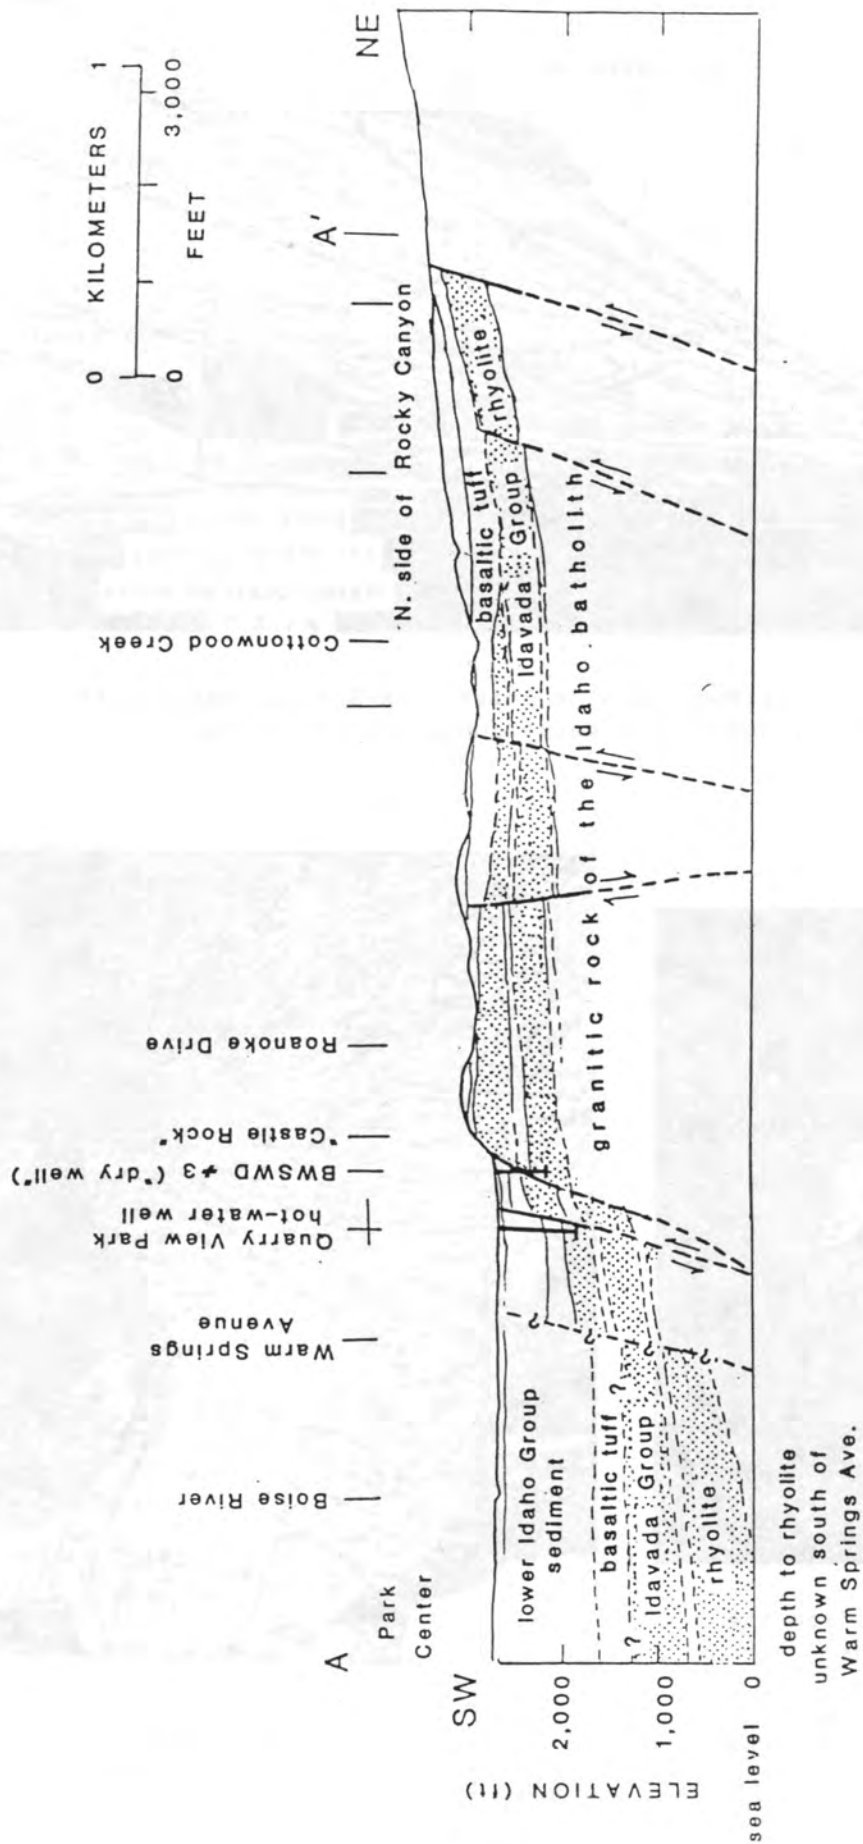 A
A'
SW
NE
KILOMETERS
0 1
0 3,000
FEET
Park
Center
Boise River
Warm Springs
Avenue
Quarry View Park
hot-water well
BWSWD #3 ("dry well")
"Castle Rock"
Roanoke Drive
Cottonwood Creek
N. side of Rocky Canyon
ELEVATION (ft)
2,000
1,000
0
sea level
lower Idaho Group
sediment
basaltic tuff
Idavada Group
rhyolite
?
?
?
?
?
?
basaltic tuff
Idavada Group
rhyolite
granitic rock of the Idaho batholith
depth to rhyolite
unknown south of
Warm Springs Ave.